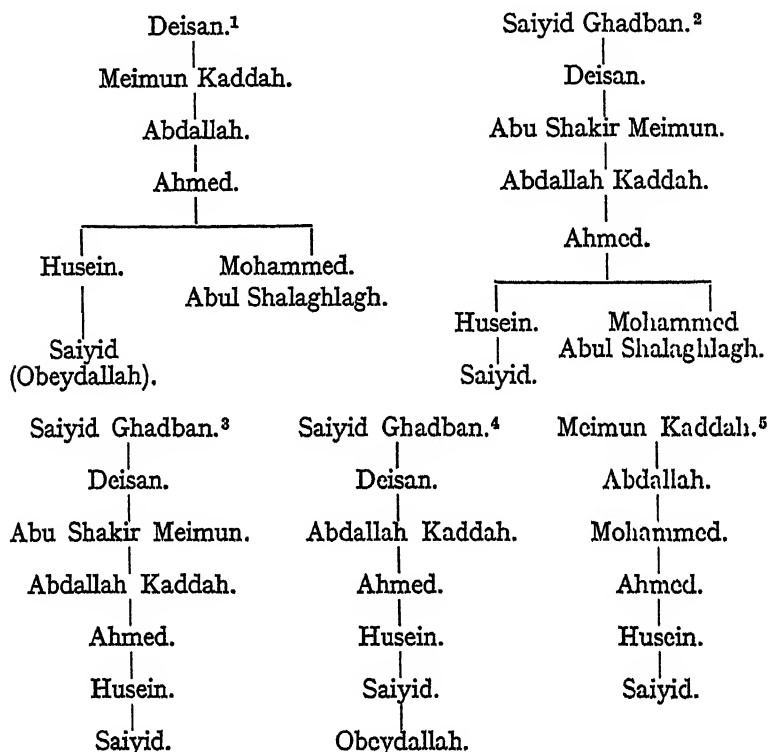 Deisan.¹
Meimun Kaddah.
Abdallah.
Ahmed.
Husein. Mohammed.
Abul Shalaghlagh.
Saiyid
(Obeydallah).
Saiyid Ghadban.²
Deisan.
Abu Shakir Meimun.
Abdallah Kaddah.
Ahmed.
Husein. Mohammed
Abul Shalaghlagh.
Saiyid.
Saiyid Ghadban.³
Deisan.
Abu Shakir Meimun.
Abdallah Kaddah.
Ahmed.
Husein.
Saiyid.
Saiyid Ghadban.⁴
Deisan.
Abdallah Kaddah.
Ahmed.
Husein.
Saiyid.
Obeydallah.
Meimun Kaddah.⁵
Abdallah.
Mohammed.
Ahmed.
Husein.
Saiyid.